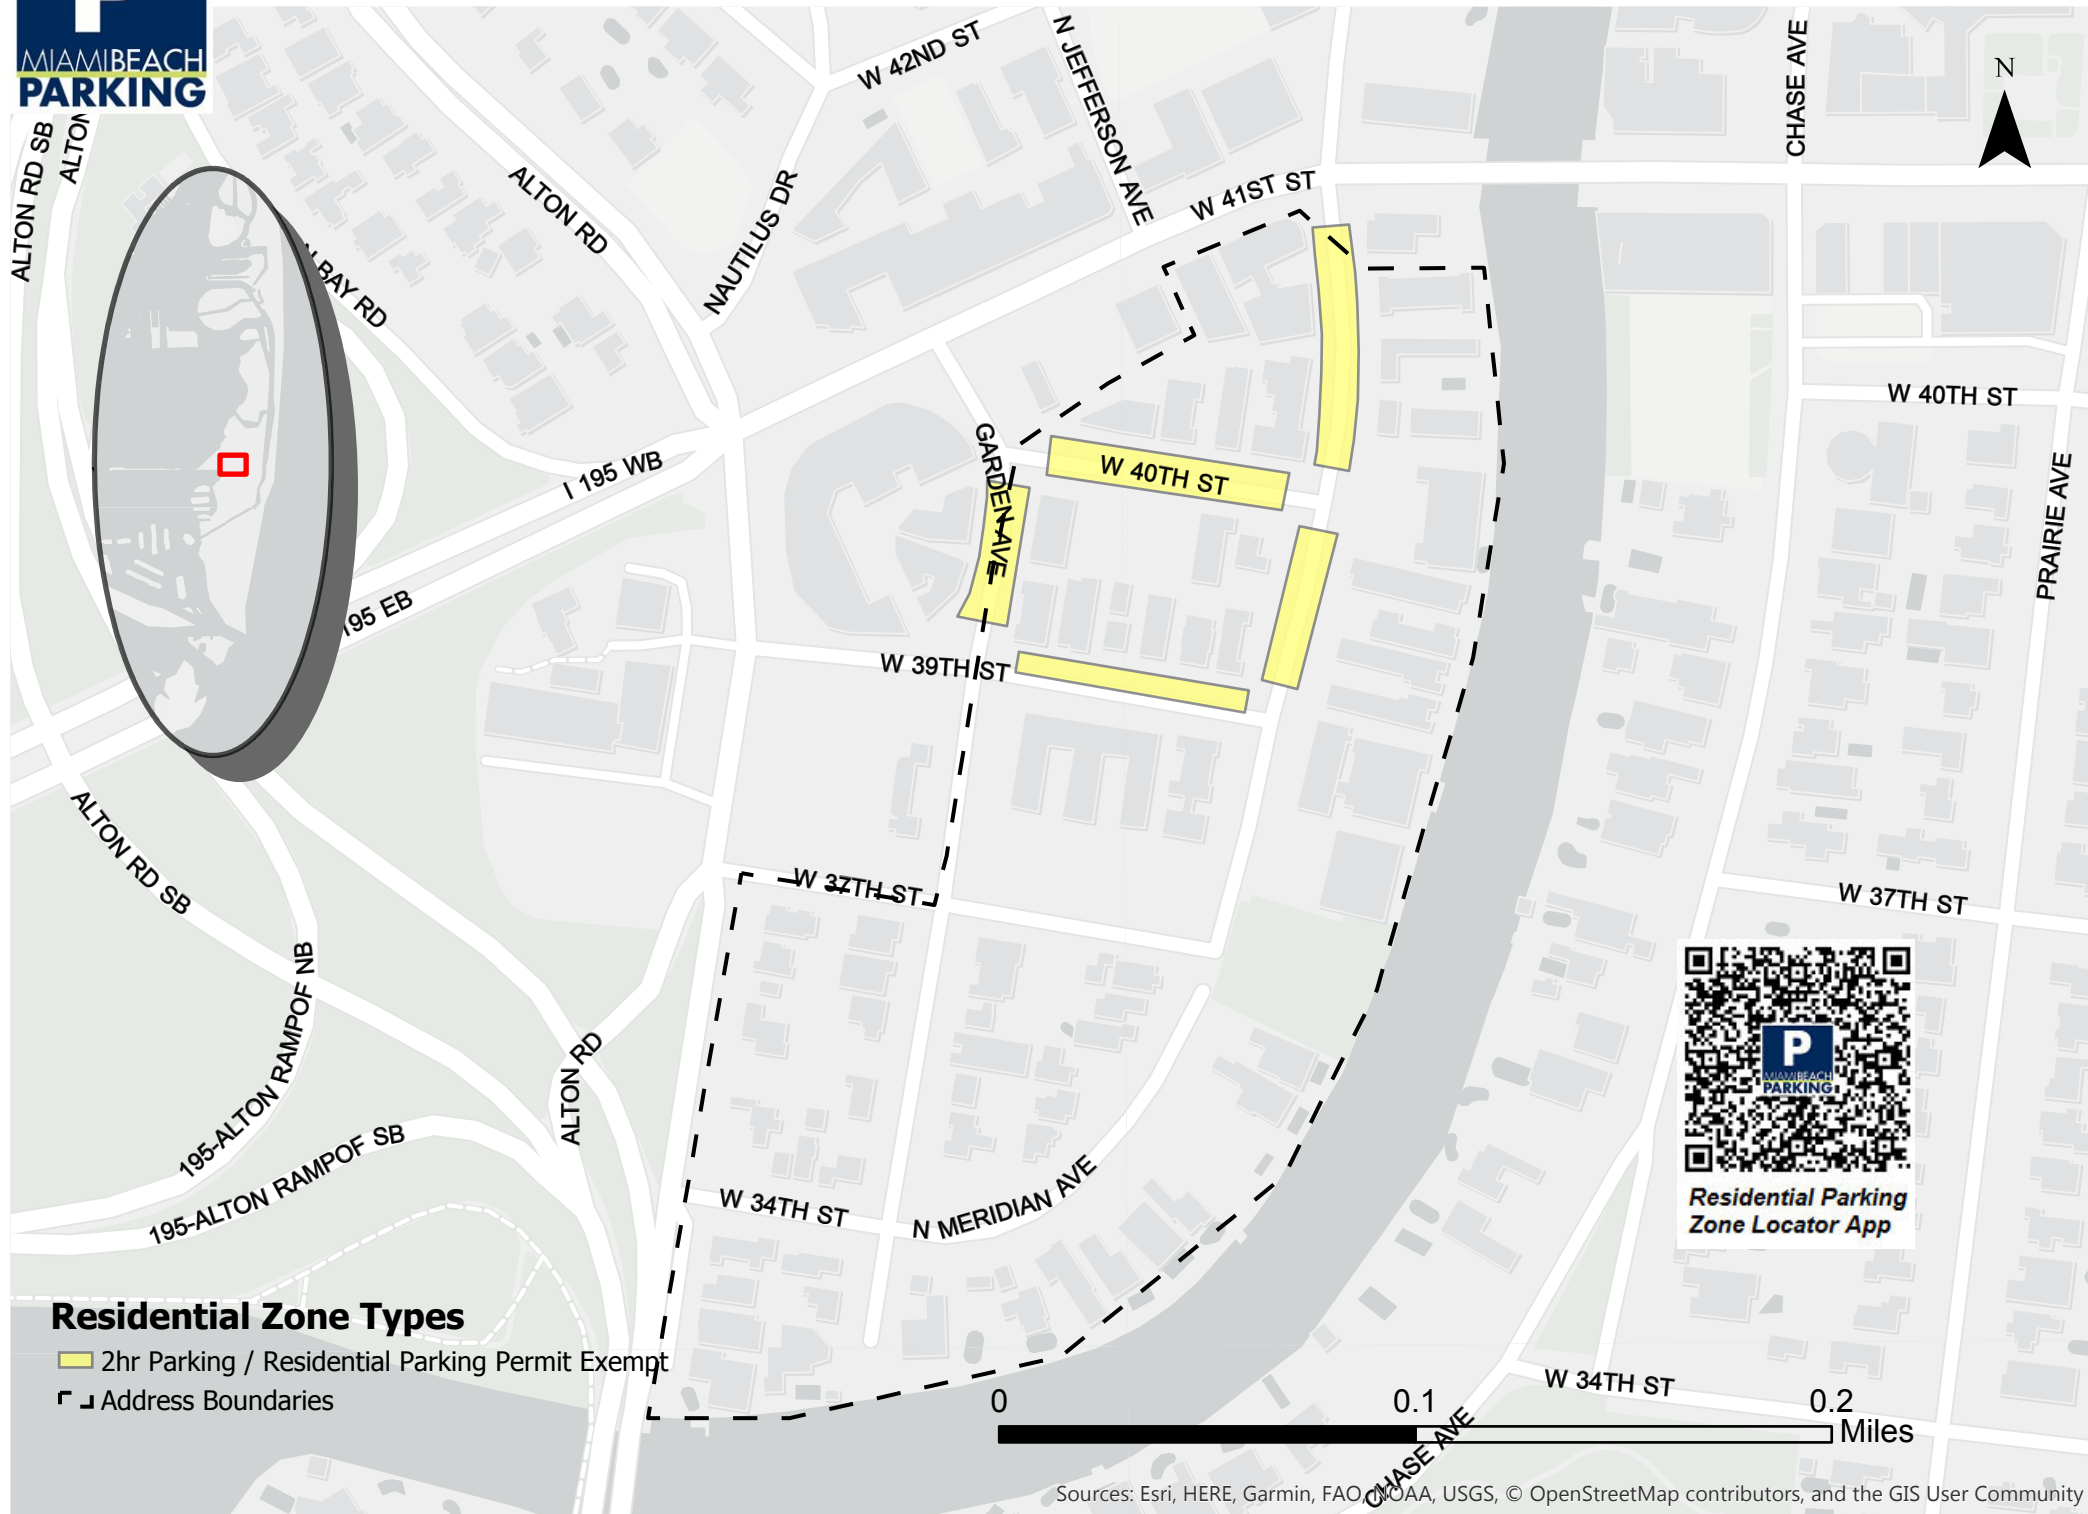 MIAMIBEACH
PARKING
W 42ND ST
N JEFFERSON AVE
CHASE AVE
N
ALTON RD SB
ALTON
ALTON RD
NAUTILUS DR
W 41ST ST
N BAY RD
W 40TH ST
I 195 WB
GARDEN AVE
W 40TH ST
PRAIRIE AVE
195 EB
W 39TH ST
ALTON RD SB
W 37TH ST
W 37TH ST
195-ALTON RAMPOF NB
ALTON RD
195-ALTON RAMPOF SB
W 34TH ST
N MERIDIAN AVE
P
MIAMIBEACH
PARKING
Residential Parking
Zone Locator App
Residential Zone Types
2hr Parking / Residential Parking Permit Exempt
Address Boundaries
W 34TH ST
CHASE AVE
0 0.1 0.2
Miles
Sources: Esri, HERE, Garmin, FAO, NOAA, USGS, © OpenStreetMap contributors, and the GIS User Community